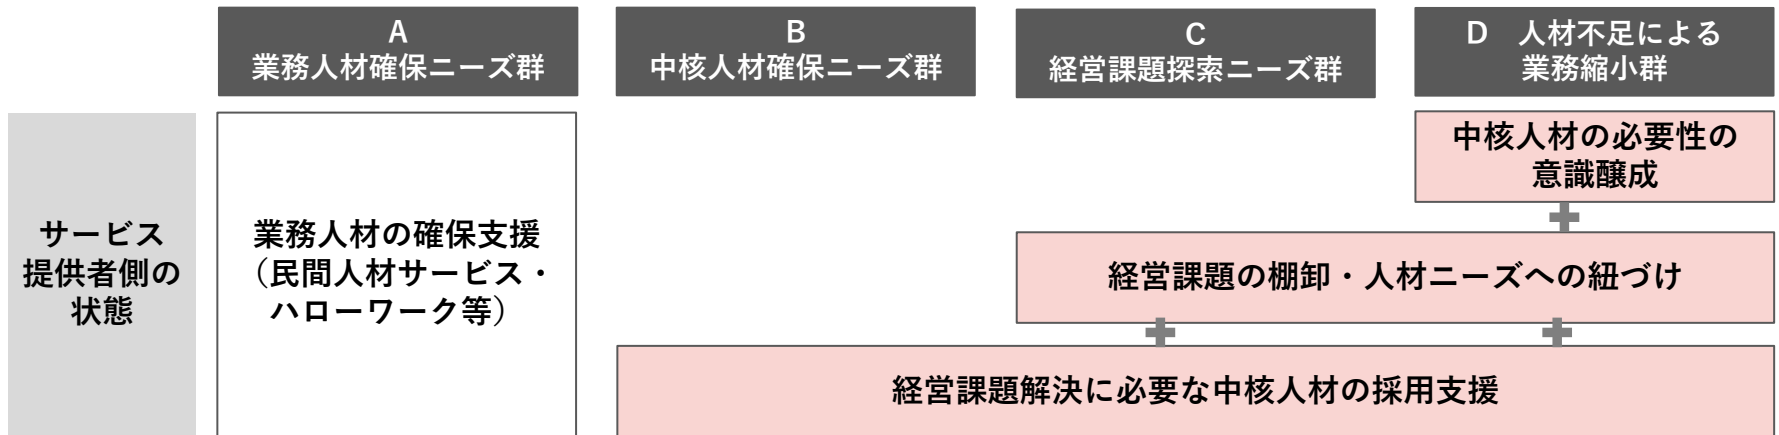 A
業務人材確保ニーズ群
B
中核人材確保ニーズ群
C
経営課題探索ニーズ群
D 人材不足による
業務縮小群
サービス
提供者側の
状態
業務人材の確保支援
（民間人材サービス・
ハローワーク等）
中核人材の必要性の
意識醸成
経営課題の棚卸・人材ニーズへの紐づけ
経営課題解決に必要な中核人材の採用支援